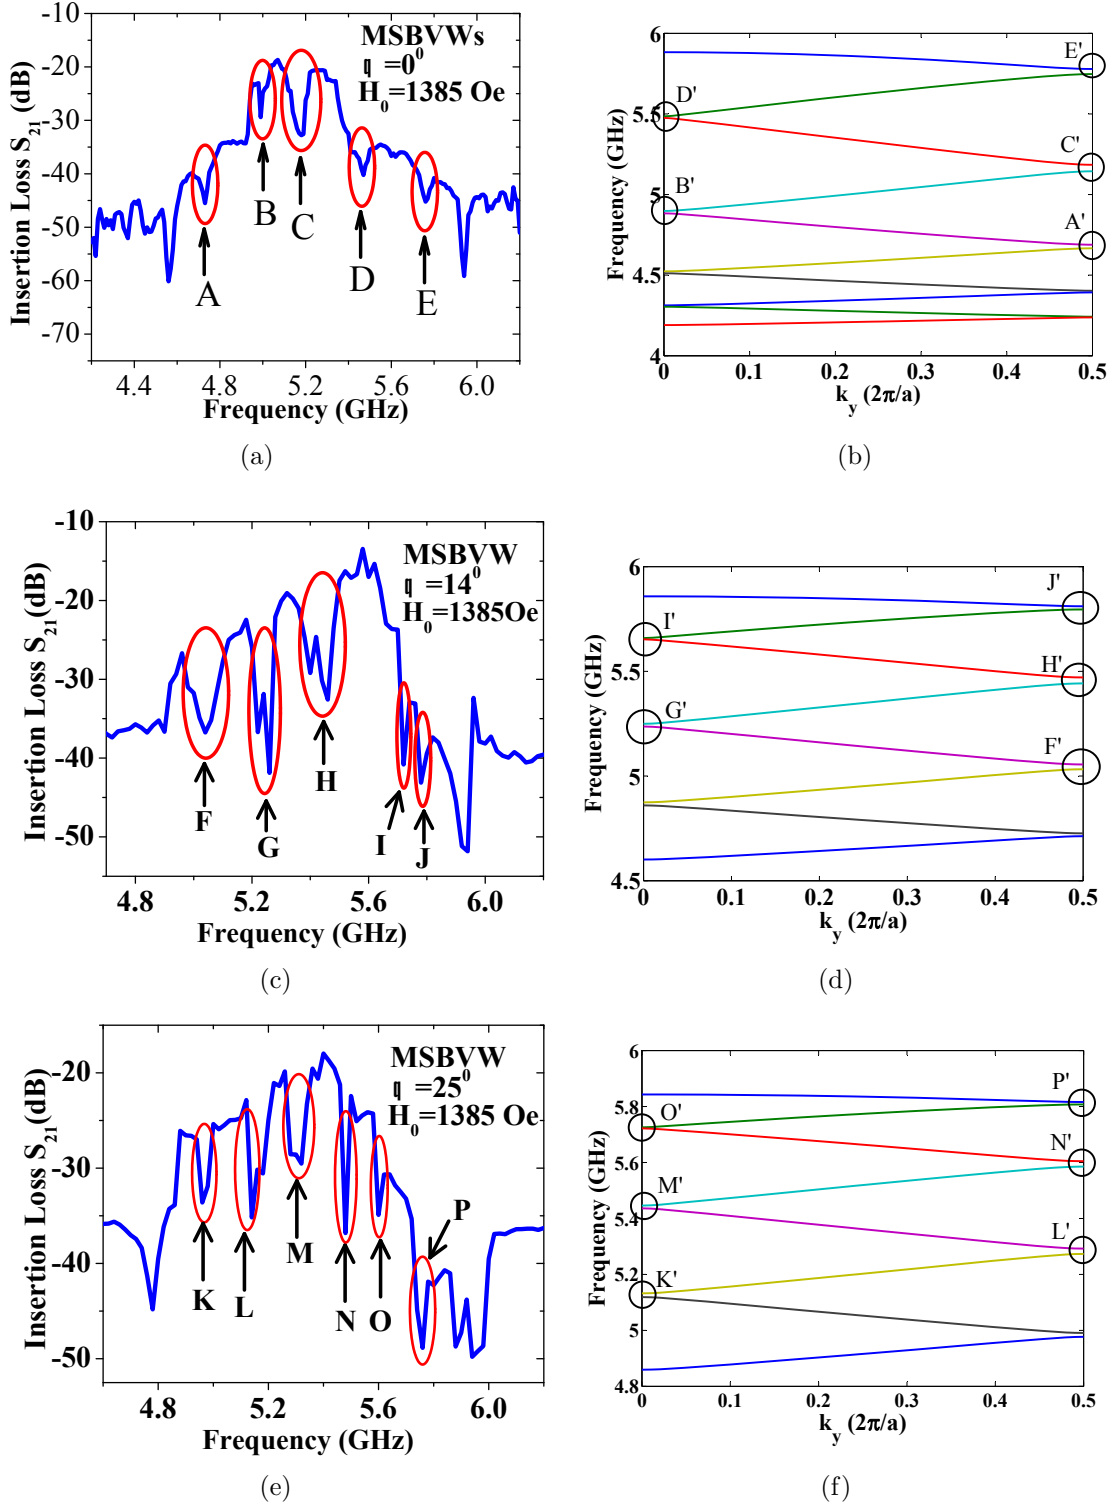 -10
-20
-30
-40
-50
-60
-70
Insertion Loss S21 (dB)
MSBVWs
η =0⁰
H0=1385 Oe
A
B
C
D
E
4.4 4.8 5.2 5.6 6.0
Frequency (GHz)
(a)
6
5.5
5
4.5
4
Frequency (GHz)
D'
B'
E'
C'
A'
0 0.1 0.2 0.3 0.4 0.5
ky (2π/a)
(b)
-10
-20
-30
-40
-50
Insertion Loss S21 (dB)
MSBVW
η =14⁰
H0=1385Oe
F
G
H
I
J
4.8 5.2 5.6 6.0
Frequency (GHz)
(c)
6
5.5
5
4.5
Frequency (GHz)
I'
G'
J'
H'
F'
0 0.1 0.2 0.3 0.4 0.5
ky (2π/a)
(d)
-20
-30
-40
-50
Insertion Loss S21 (dB)
MSBVW
η =25⁰
H0=1385 Oe
K
L
M
N
O
P
4.8 5.2 5.6 6.0
Frequency (GHz)
(e)
6
5.8
5.6
5.4
5.2
5
4.8
Frequency (GHz)
O'
M'
K'
P'
N'
L'
0 0.1 0.2 0.3 0.4 0.5
ky (2π/a)
(f)